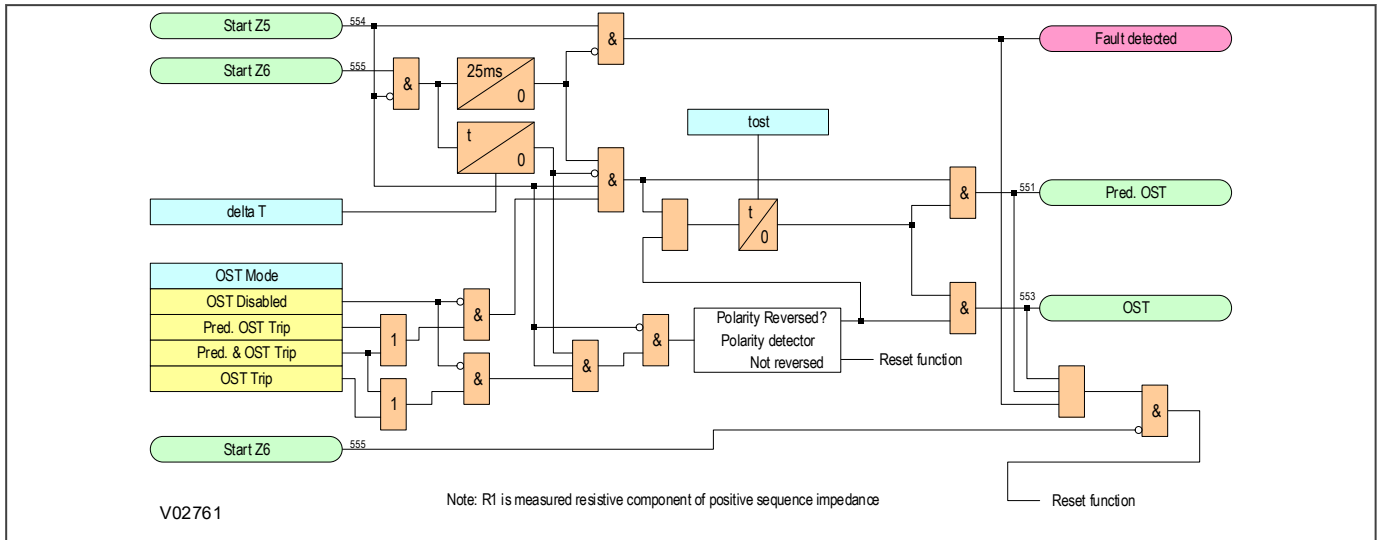 Start Z5
554
&
Fault detected
Start Z6
555
&
25ms
0
tost
t
0
&
&
551
Pred. OST
delta T
t
0
OST Mode
OST Disabled
&
&
553
OST
Pred. OST Trip
1
Polarity Reversed?
&
Pred. & OST Trip
&
Polarity detector
&
Not reversed
Reset function
OST Trip
1
&
Start Z6
555
Note: R1 is measured resistive component of positive sequence impedance
Reset function
V02761